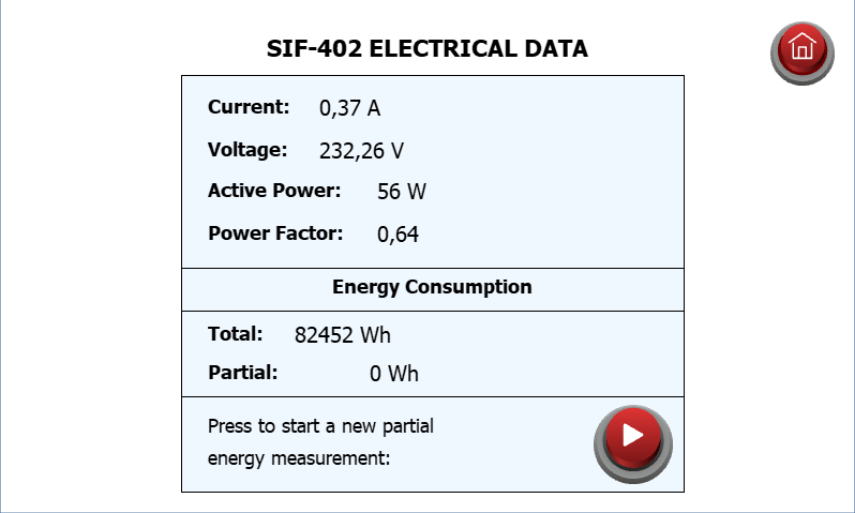 SIF-402 ELECTRICAL DATA
Current: 0,37 A
Voltage: 232,26 V
Active Power: 56 W
Power Factor: 0,64
Energy Consumption
Total: 82452 Wh
Partial: 0 Wh
Press to start a new partial
energy measurement: